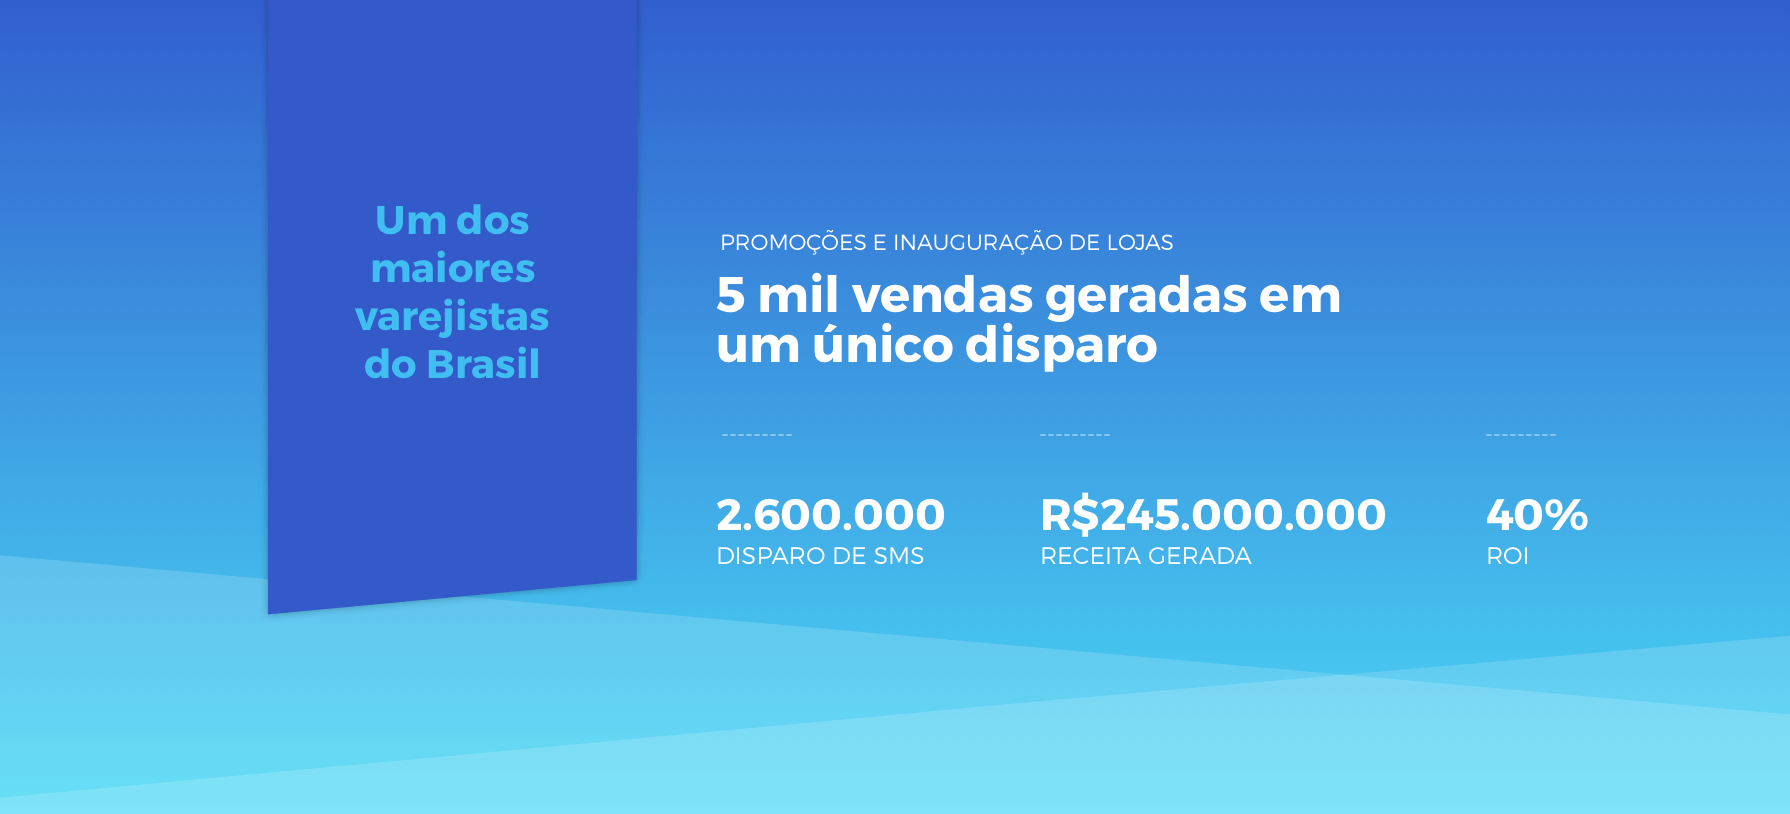 Um dos
maiores
varejistas
do Brasil
PROMOÇÕES E INAUGURAÇÃO DE LOJAS
5 mil vendas geradas em
um único disparo
2.600.000
DISPARO DE SMS
R$245.000.000
RECEITA GERADA
40%
ROI